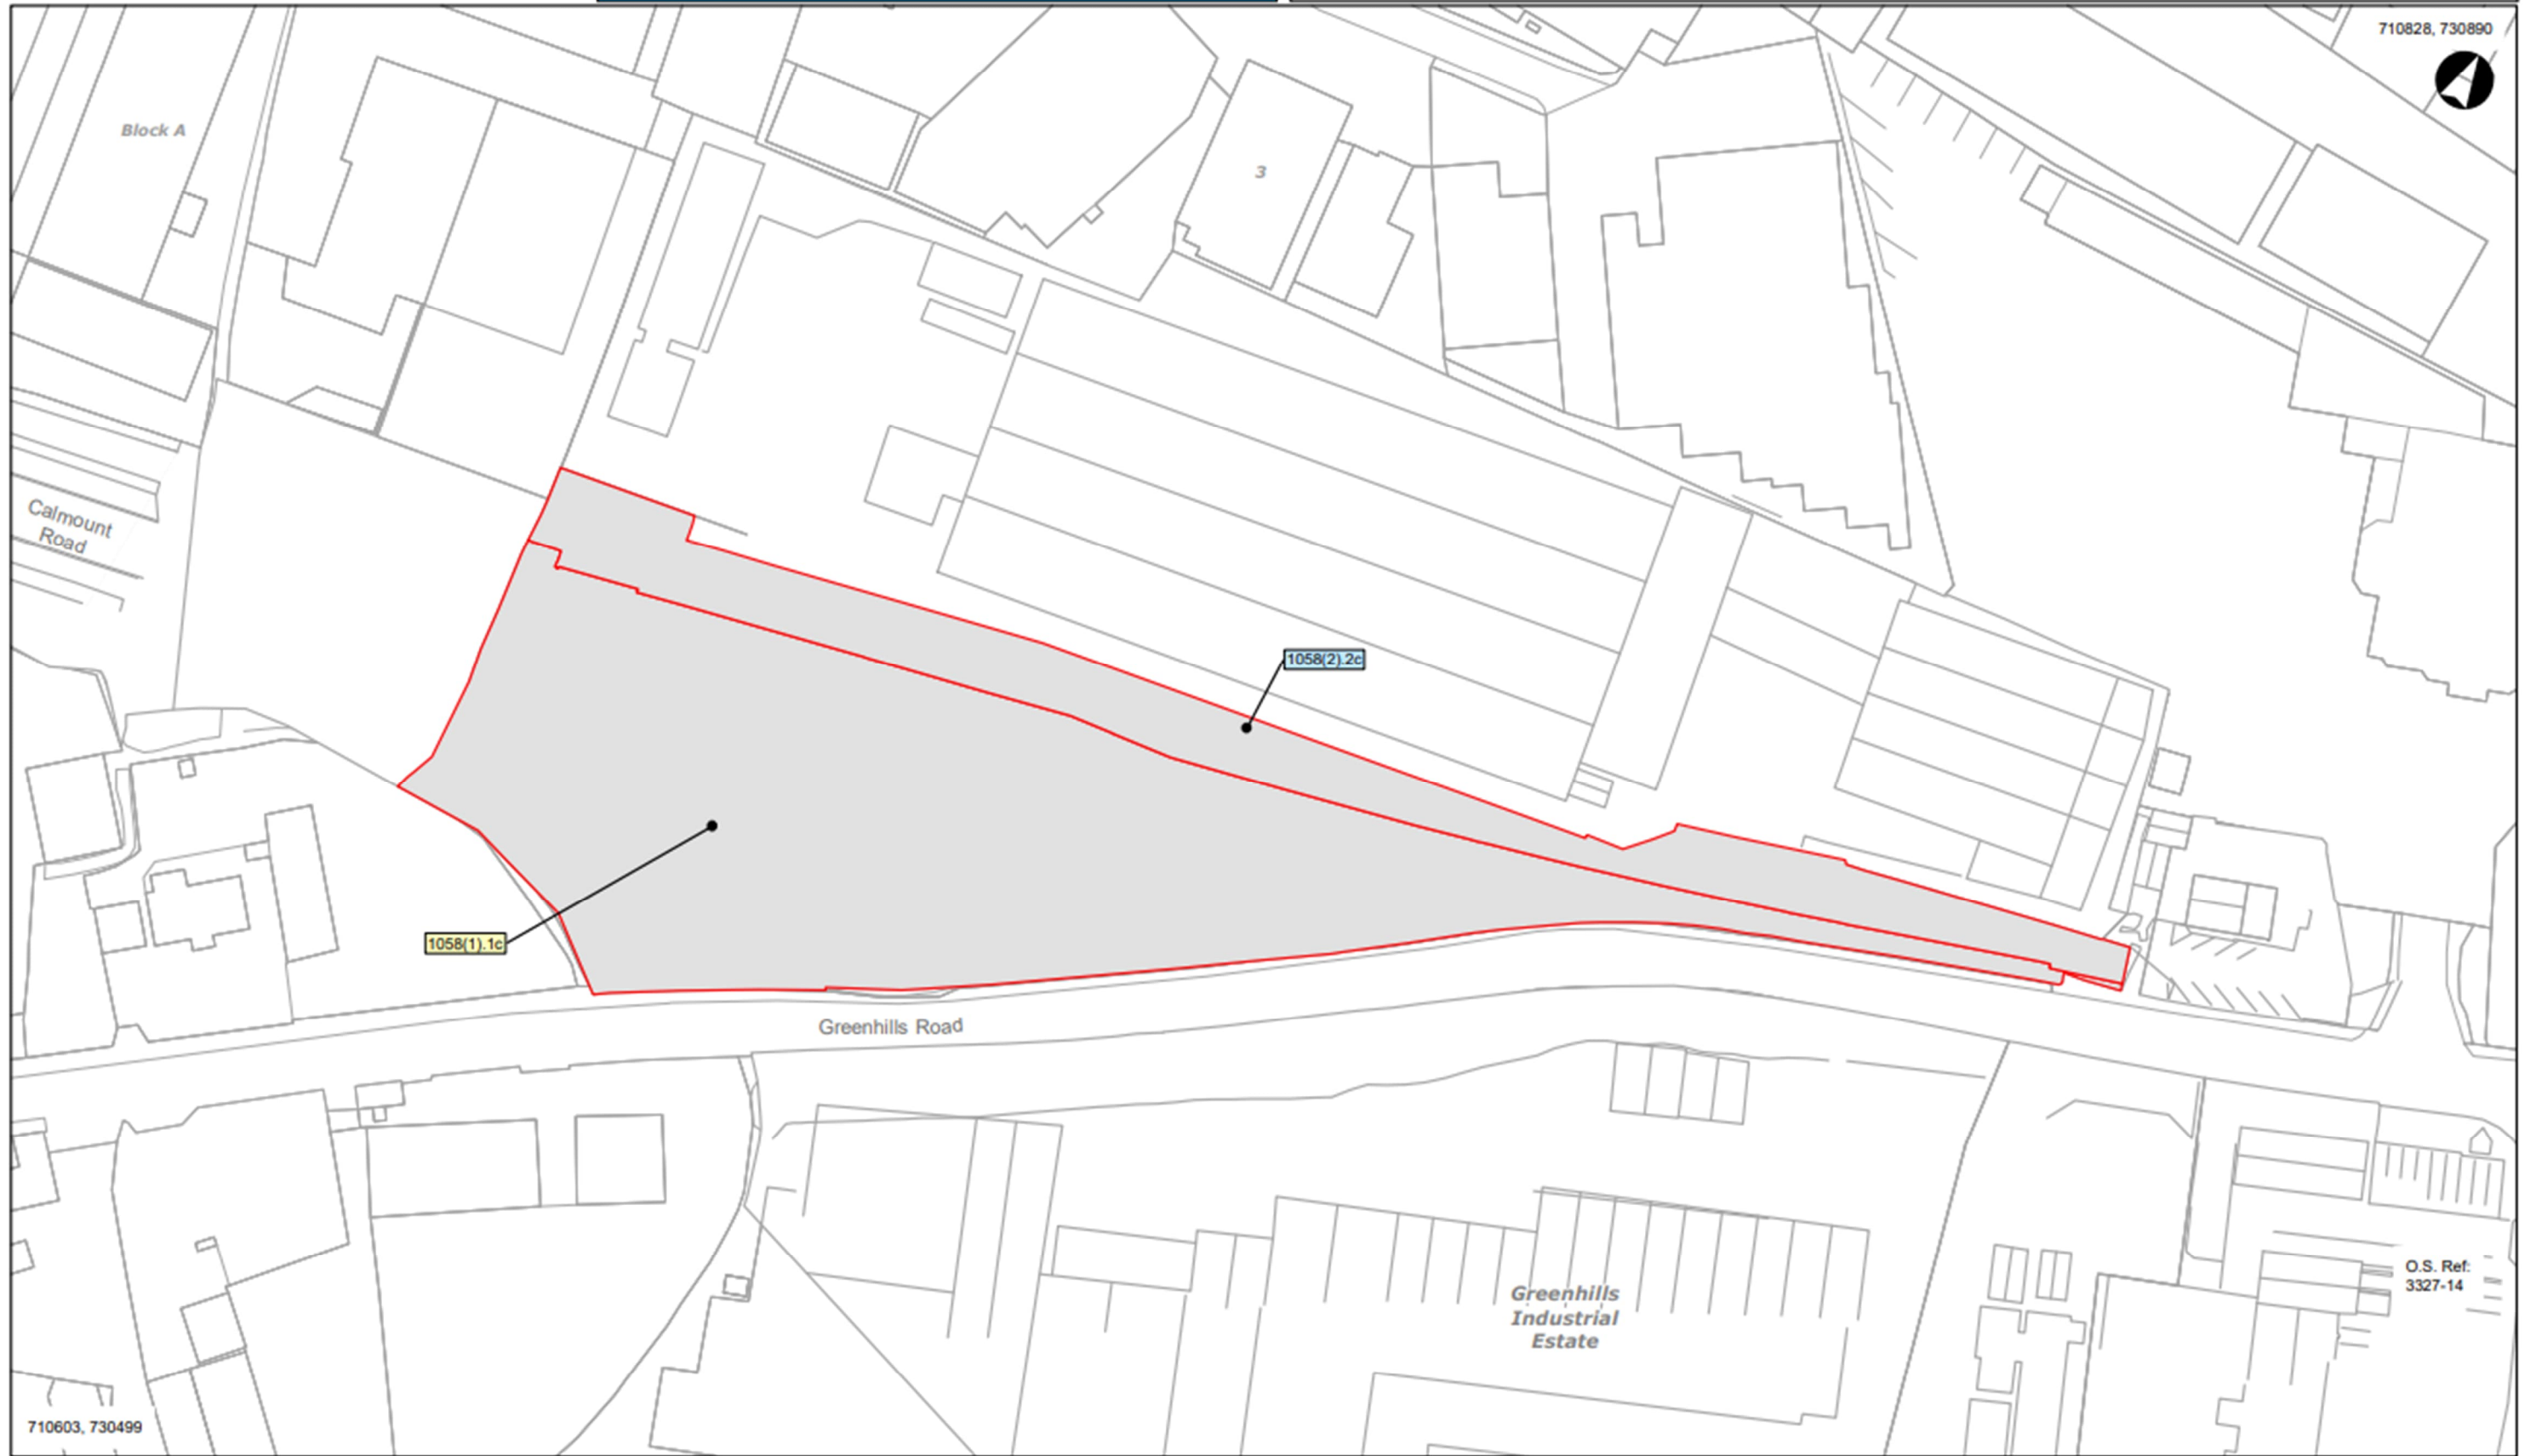 710828, 730890
Block A
3
Calmount
Road
1058(2).2c
1058(1).1c
Greenhills Road
O.S. Ref:
3327-14
Greenhills
Industrial
Estate
710603, 730499